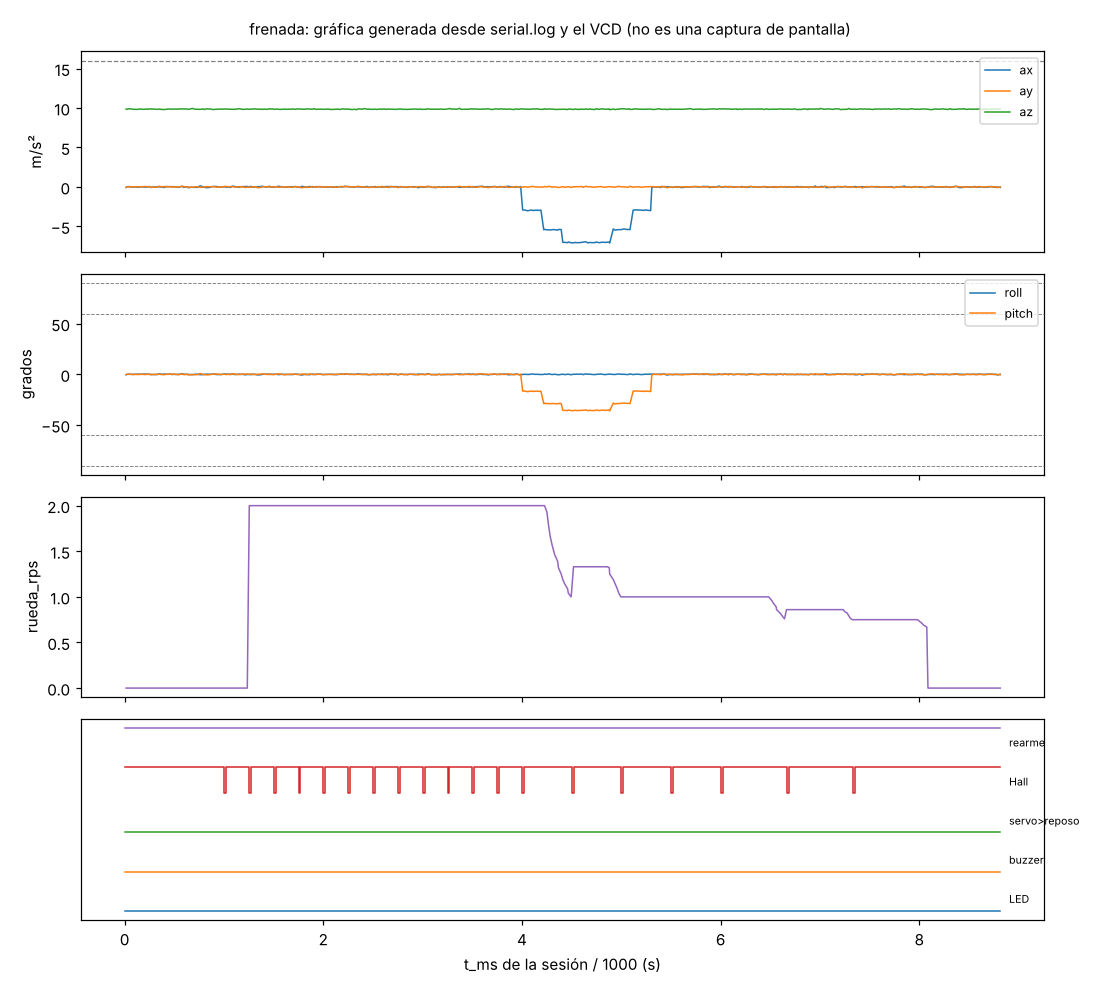 frenada: gráfica generada desde serial.log y el VCD (no es una captura de pantalla)
15
10
5
0
−5
m/s²
ax
ay
az
50
0
−50
grados
roll
pitch
2.0
1.5
1.0
0.5
0.0
rueda_rps
rearme
Hall
servo>reposo
buzzer
LED
0 2 4 6 8
t_ms de la sesión / 1000 (s)